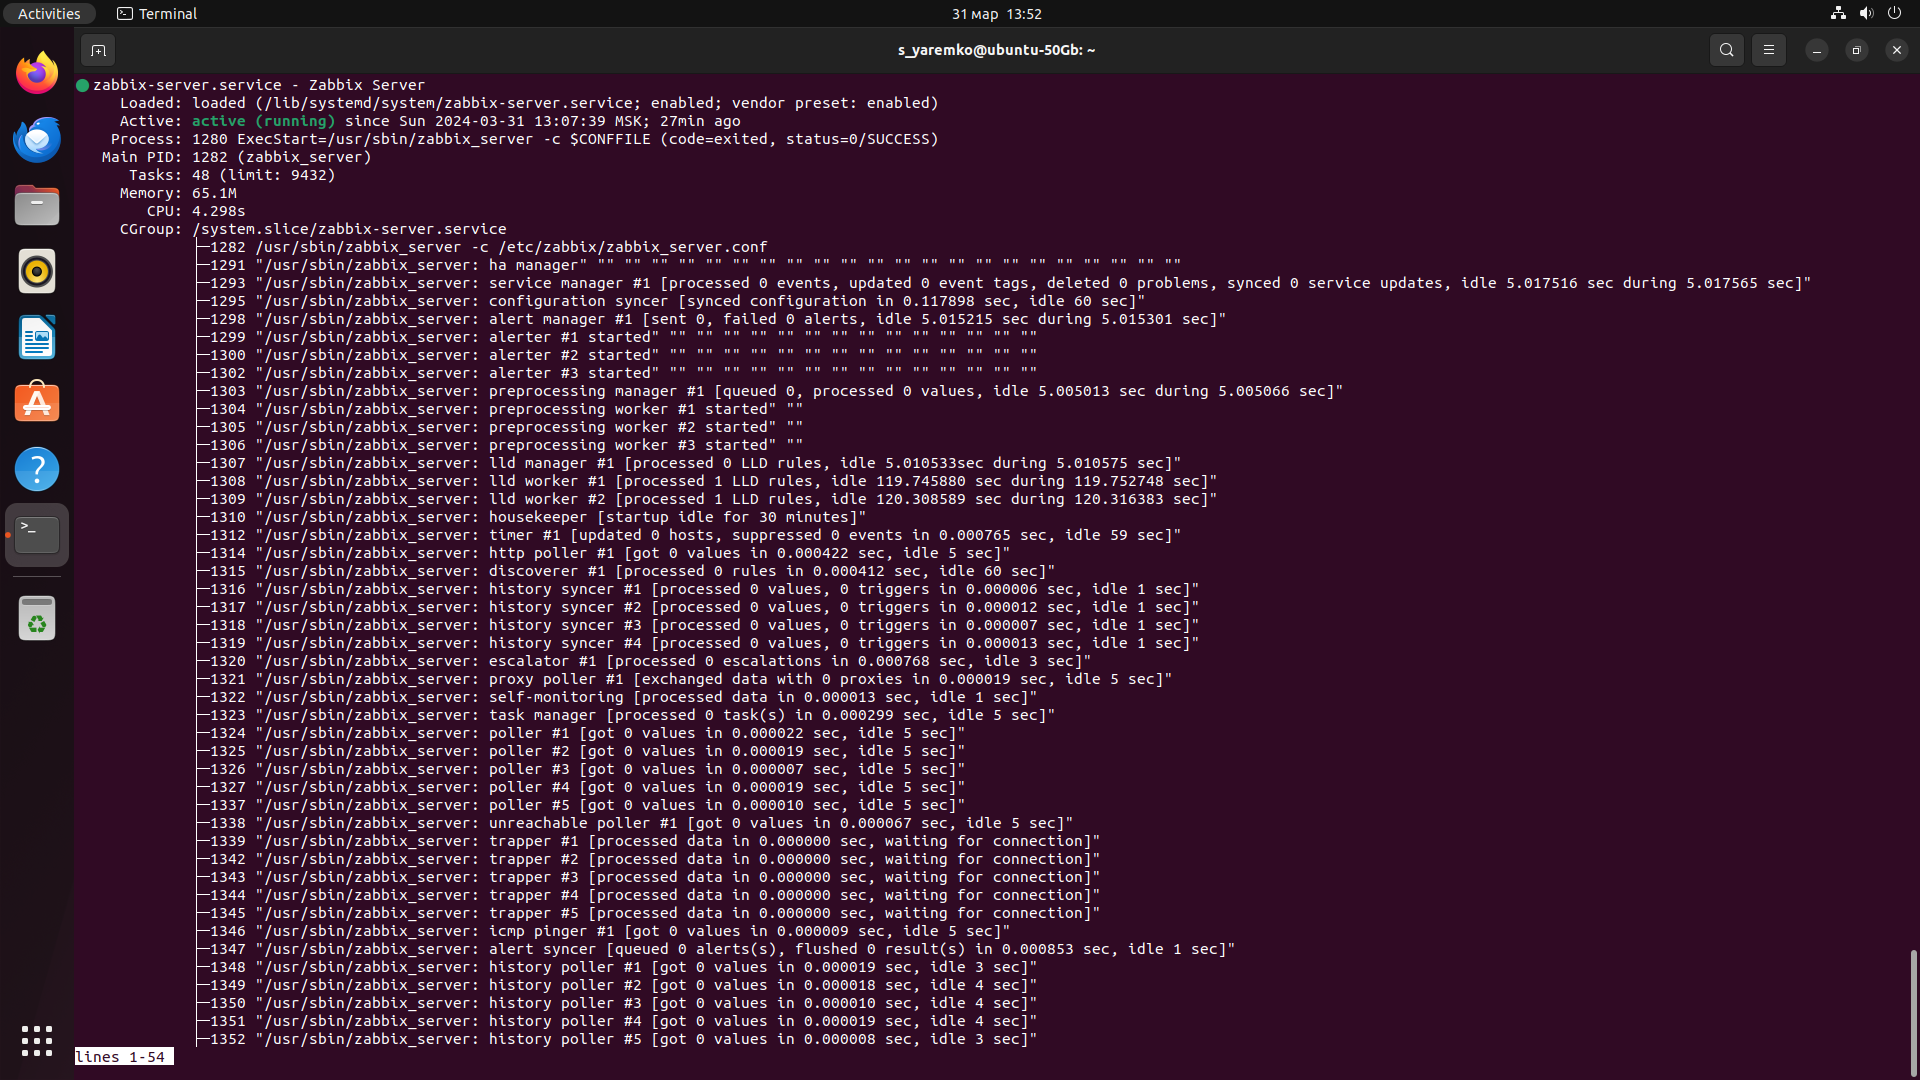 Activities
Terminal
31 мар 13:52
s_yaremko@ubuntu-50Gb: ~
zabbix-server.service - Zabbix Server
Loaded: loaded (/lib/systemd/system/zabbix-server.service; enabled; vendor preset: enabled)
Active: active (running) since Sun 2024-03-31 13:07:39 MSK; 27min ago
Process: 1280 ExecStart=/usr/sbin/zabbix_server -c $CONFFILE (code=exited, status=0/SUCCESS)
Main PID: 1282 (zabbix_server)
Tasks: 48 (limit: 9432)
Memory: 65.1M
CPU: 4.298s
CGroup: /system.slice/zabbix-server.service
├─1282 /usr/sbin/zabbix_server -c /etc/zabbix/zabbix_server.conf
├─1291 "/usr/sbin/zabbix_server: ha manager" "" "" "" "" "" "" "" "" "" "" "" "" "" "" "" "" "" "" "" "" "" ""
├─1293 "/usr/sbin/zabbix_server: service manager #1 [processed 0 events, updated 0 event tags, deleted 0 problems, synced 0 service updates, idle 5.017516 sec during 5.017565 sec]"
├─1295 "/usr/sbin/zabbix_server: configuration syncer [synced configuration in 0.117898 sec, idle 60 sec]"
├─1298 "/usr/sbin/zabbix_server: alert manager #1 [sent 0, failed 0 alerts, idle 5.015215 sec during 5.015301 sec]"
├─1299 "/usr/sbin/zabbix_server: alerter #1 started" "" "" "" "" "" "" "" "" "" "" "" "" "" ""
├─1300 "/usr/sbin/zabbix_server: alerter #2 started" "" "" "" "" "" "" "" "" "" "" "" "" "" ""
├─1302 "/usr/sbin/zabbix_server: alerter #3 started" "" "" "" "" "" "" "" "" "" "" "" "" "" ""
├─1303 "/usr/sbin/zabbix_server: preprocessing manager #1 [queued 0, processed 0 values, idle 5.005013 sec during 5.005066 sec]"
├─1304 "/usr/sbin/zabbix_server: preprocessing worker #1 started" ""
├─1305 "/usr/sbin/zabbix_server: preprocessing worker #2 started" ""
├─1306 "/usr/sbin/zabbix_server: preprocessing worker #3 started" ""
├─1307 "/usr/sbin/zabbix_server: lld manager #1 [processed 0 LLD rules, idle 5.010533sec during 5.010575 sec]"
├─1308 "/usr/sbin/zabbix_server: lld worker #1 [processed 1 LLD rules, idle 119.745880 sec during 119.752748 sec]"
├─1309 "/usr/sbin/zabbix_server: lld worker #2 [processed 1 LLD rules, idle 120.308589 sec during 120.316383 sec]"
├─1310 "/usr/sbin/zabbix_server: housekeeper [startup idle for 30 minutes]"
├─1312 "/usr/sbin/zabbix_server: timer #1 [updated 0 hosts, suppressed 0 events in 0.000765 sec, idle 59 sec]"
├─1314 "/usr/sbin/zabbix_server: http poller #1 [got 0 values in 0.000422 sec, idle 5 sec]"
├─1315 "/usr/sbin/zabbix_server: discoverer #1 [processed 0 rules in 0.000412 sec, idle 60 sec]"
├─1316 "/usr/sbin/zabbix_server: history syncer #1 [processed 0 values, 0 triggers in 0.000006 sec, idle 1 sec]"
├─1317 "/usr/sbin/zabbix_server: history syncer #2 [processed 0 values, 0 triggers in 0.000012 sec, idle 1 sec]"
├─1318 "/usr/sbin/zabbix_server: history syncer #3 [processed 0 values, 0 triggers in 0.000007 sec, idle 1 sec]"
├─1319 "/usr/sbin/zabbix_server: history syncer #4 [processed 0 values, 0 triggers in 0.000013 sec, idle 1 sec]"
├─1320 "/usr/sbin/zabbix_server: escalator #1 [processed 0 escalations in 0.000768 sec, idle 3 sec]"
├─1321 "/usr/sbin/zabbix_server: proxy poller #1 [exchanged data with 0 proxies in 0.000019 sec, idle 5 sec]"
├─1322 "/usr/sbin/zabbix_server: self-monitoring [processed data in 0.000013 sec, idle 1 sec]"
├─1323 "/usr/sbin/zabbix_server: task manager [processed 0 task(s) in 0.000299 sec, idle 5 sec]"
├─1324 "/usr/sbin/zabbix_server: poller #1 [got 0 values in 0.000022 sec, idle 5 sec]"
├─1325 "/usr/sbin/zabbix_server: poller #2 [got 0 values in 0.000019 sec, idle 5 sec]"
├─1326 "/usr/sbin/zabbix_server: poller #3 [got 0 values in 0.000007 sec, idle 5 sec]"
├─1327 "/usr/sbin/zabbix_server: poller #4 [got 0 values in 0.000019 sec, idle 5 sec]"
├─1337 "/usr/sbin/zabbix_server: poller #5 [got 0 values in 0.000010 sec, idle 5 sec]"
├─1338 "/usr/sbin/zabbix_server: unreachable poller #1 [got 0 values in 0.000067 sec, idle 5 sec]"
├─1339 "/usr/sbin/zabbix_server: trapper #1 [processed data in 0.000000 sec, waiting for connection]"
├─1342 "/usr/sbin/zabbix_server: trapper #2 [processed data in 0.000000 sec, waiting for connection]"
├─1343 "/usr/sbin/zabbix_server: trapper #3 [processed data in 0.000000 sec, waiting for connection]"
├─1344 "/usr/sbin/zabbix_server: trapper #4 [processed data in 0.000000 sec, waiting for connection]"
├─1345 "/usr/sbin/zabbix_server: trapper #5 [processed data in 0.000000 sec, waiting for connection]"
├─1346 "/usr/sbin/zabbix_server: icmp pinger #1 [got 0 values in 0.000009 sec, idle 5 sec]"
├─1347 "/usr/sbin/zabbix_server: alert syncer [queued 0 alerts(s), flushed 0 result(s) in 0.000853 sec, idle 1 sec]"
├─1348 "/usr/sbin/zabbix_server: history poller #1 [got 0 values in 0.000019 sec, idle 3 sec]"
├─1349 "/usr/sbin/zabbix_server: history poller #2 [got 0 values in 0.000018 sec, idle 4 sec]"
├─1350 "/usr/sbin/zabbix_server: history poller #3 [got 0 values in 0.000010 sec, idle 4 sec]"
├─1351 "/usr/sbin/zabbix_server: history poller #4 [got 0 values in 0.000019 sec, idle 4 sec]"
├─1352 "/usr/sbin/zabbix_server: history poller #5 [got 0 values in 0.000008 sec, idle 3 sec]"
lines 1-54